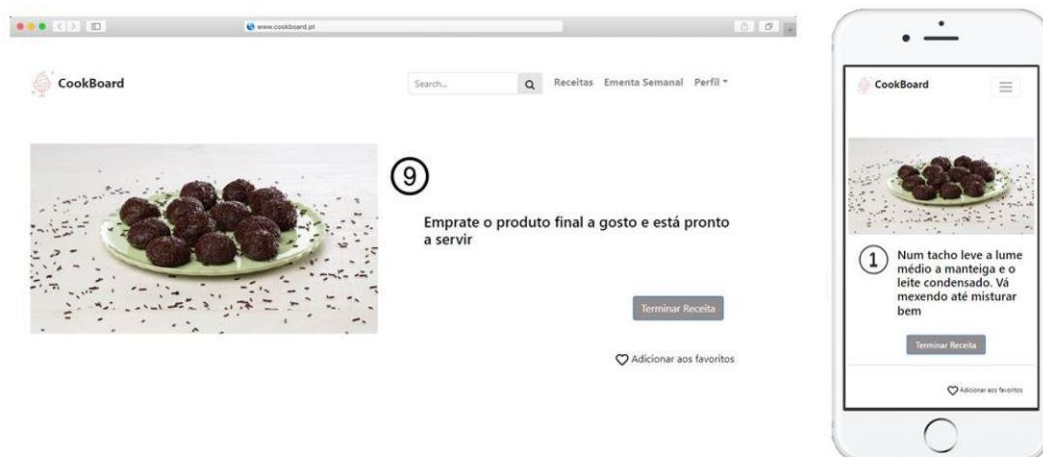 www.cookboard.pt
CookBoard
Search...
Receitas Ementa Semanal Perfil
9
Emprate o produto final a gosto e está pronto
a servir
Terminar Receita
Adicionar aos favoritos
CookBoard
1
Num tacho leve a lume
médio a manteiga e o
leite condensado. Vá
mexendo até misturar
bem
Terminar Receita
Adicionar aos favoritos